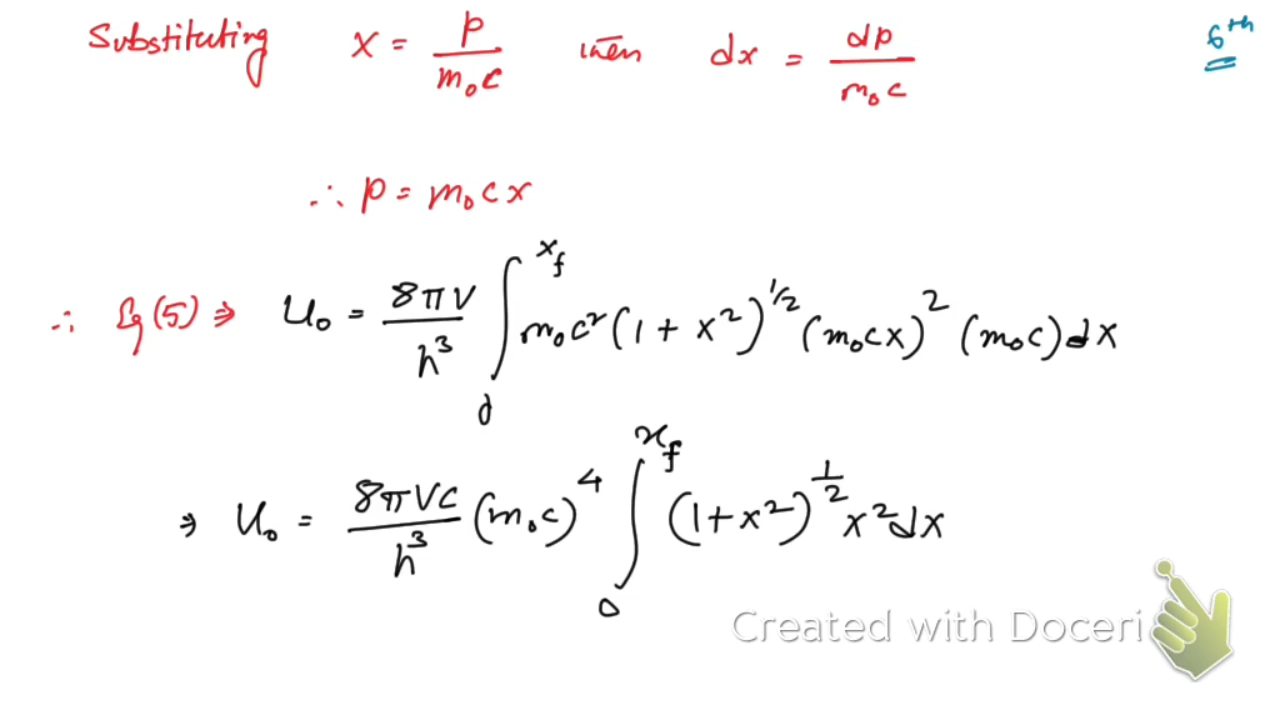 Substituting x = p / m₀c then dx = dp / m₀c 6th
∴ p = m₀cx
∴ Eq(5) ⇒ U₀ = 8πV / h³ ∫₀^{x_f} m₀c² (1 + x²)^{1/2} (m₀cx)² (m₀c) dx
⇒ U₀ = 8πVC / h³ (m₀c)⁴ ∫₀^{x_f} (1+x²)^{1/2} x² dx
Created with Doceri